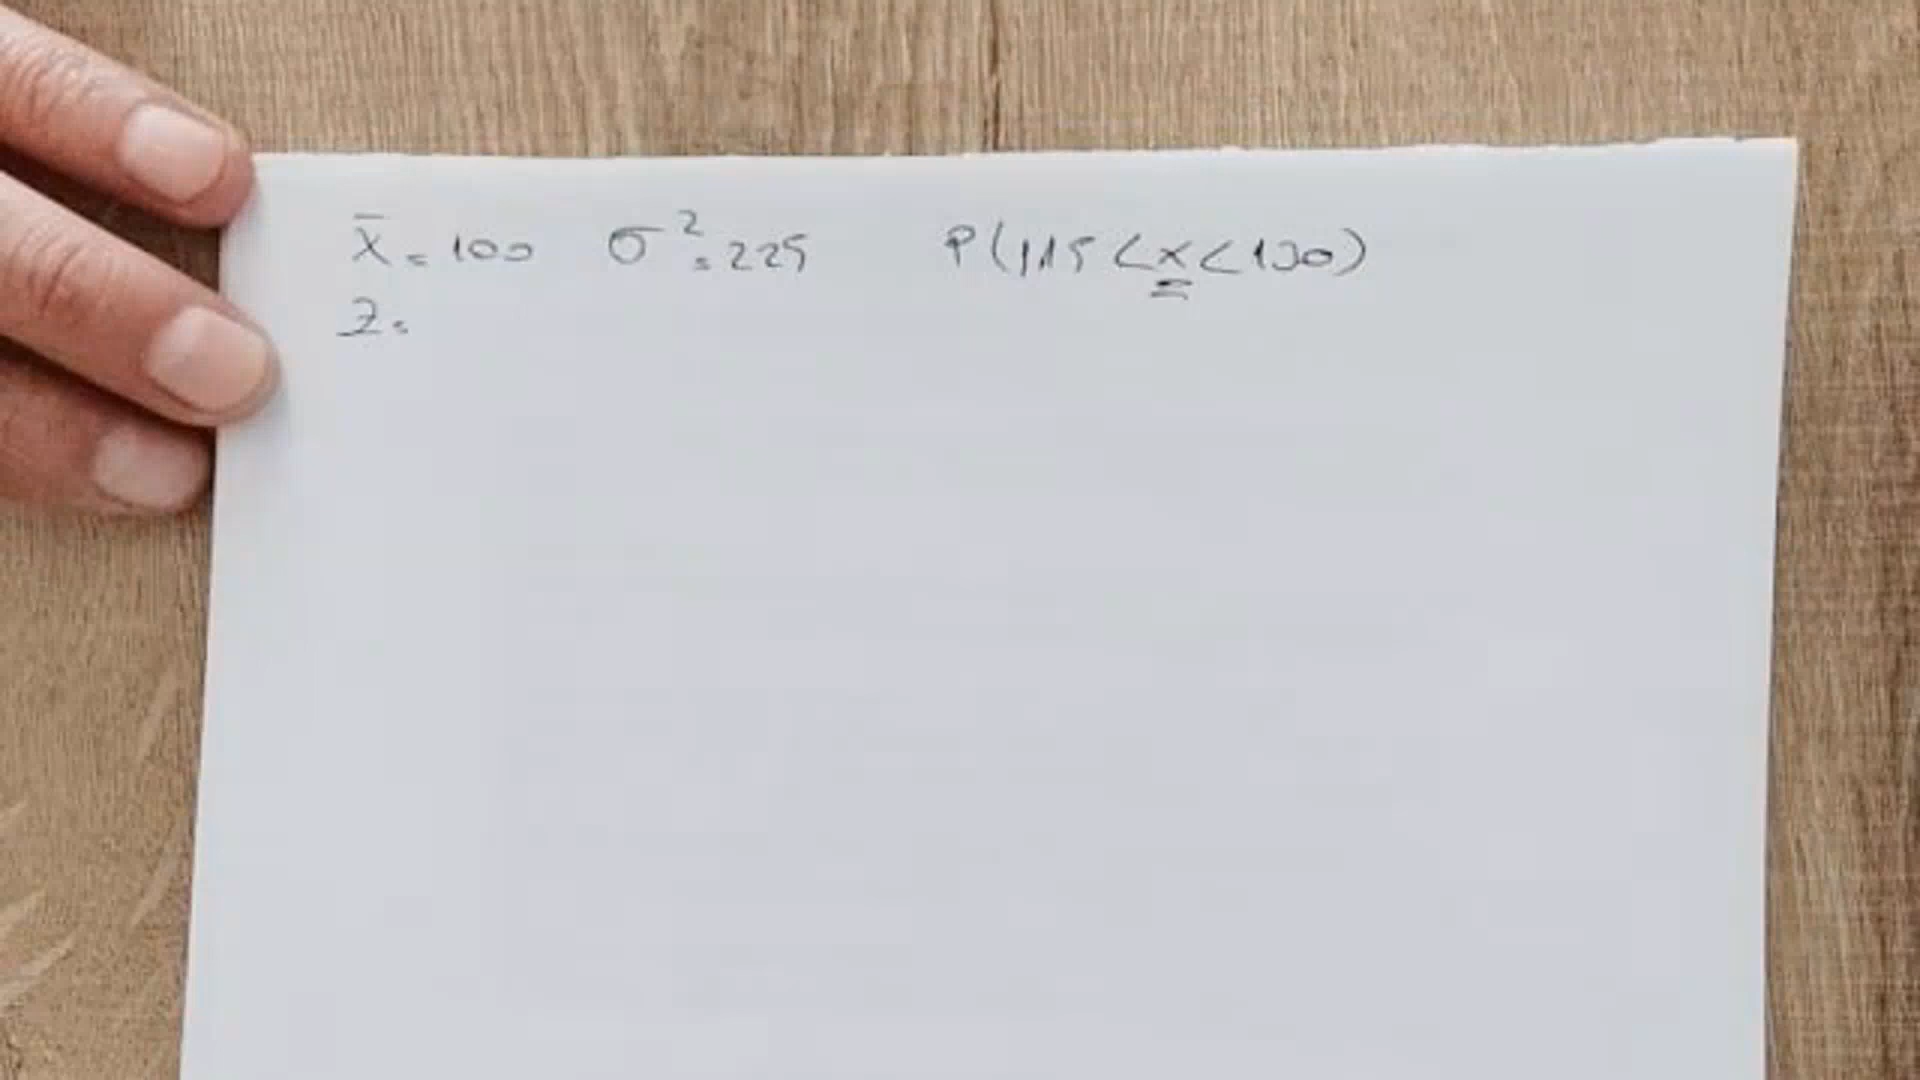 x̄ = 100 σ² = 225 P(115 < x < 130)
Z =